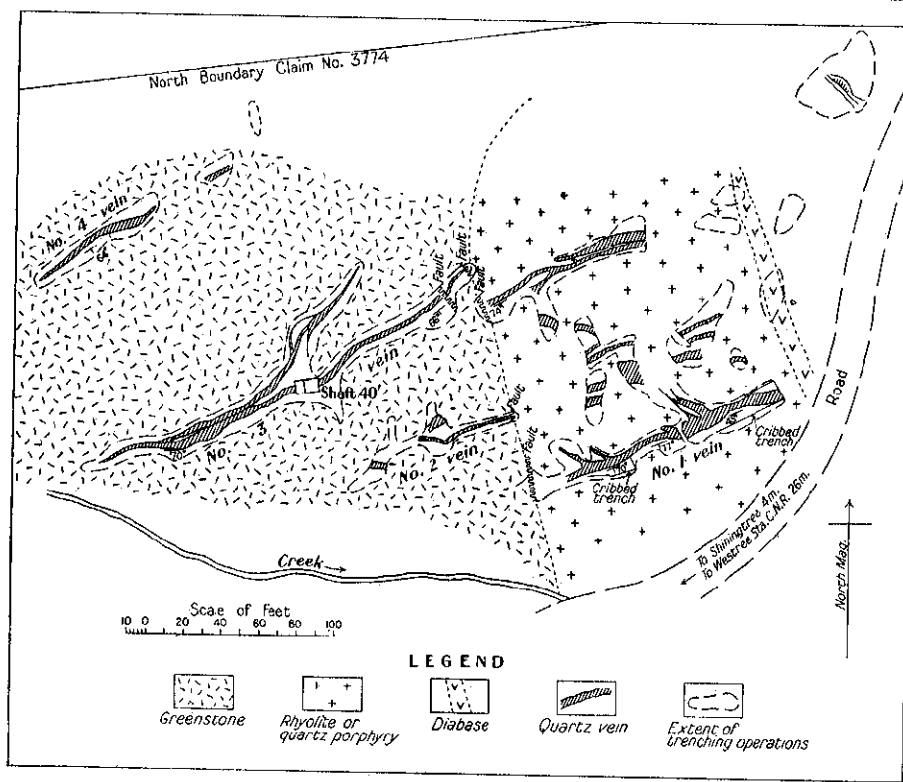 North Boundary Claim No. 3774
No. 4 vein
Fault
Fault
Fault
No. 3 vein
Shaft 40'
Fault
No. 2 vein
Fault
No. 1 vein
Cribbed
trench
Cribbed
trench
Road
To Shiningtree 4m.
To Westree Sta. C.N.R. 26m.
North Mag.
Creek
Scale of Feet
10 0 20 40 60 80 100
LEGEND
Greenstone
Rhyolite or
quartz porphyry
Diabase
Quartz vein
Extent of
trenching operations